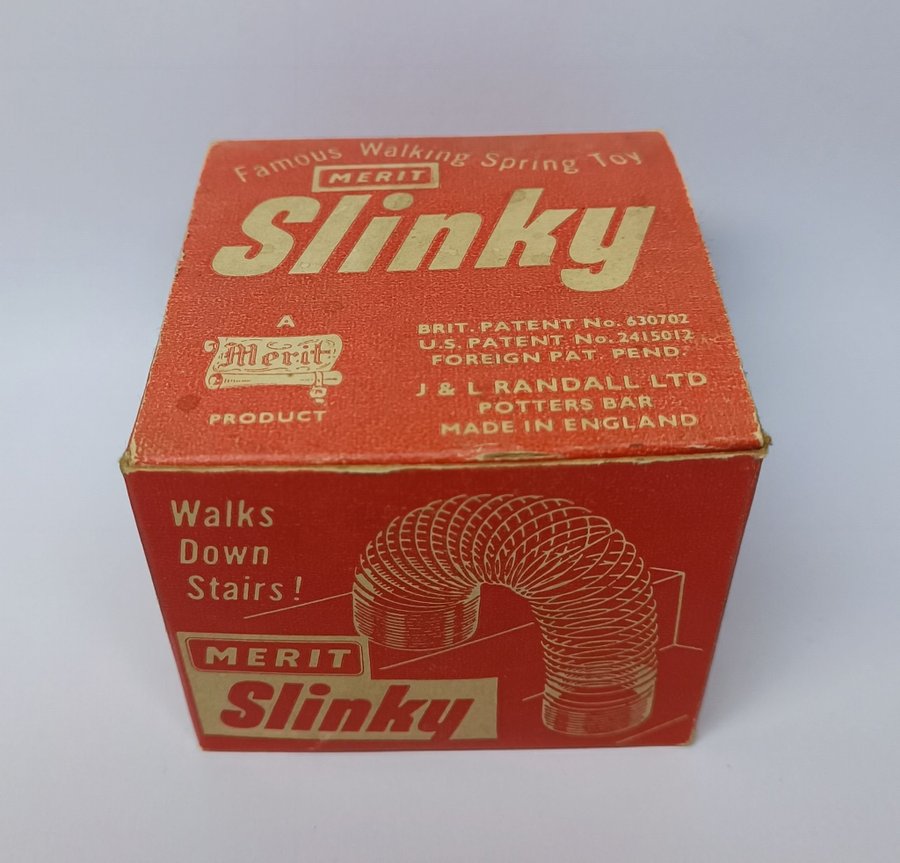 Famous Walking Spring Toy
MERIT
Slinky
A
Merit
PRODUCT
BRIT. PATENT No. 630702
U.S. PATENT No. 2415012
FOREIGN PAT. PEND.
J & L RANDALL LTD
POTTERS BAR
MADE IN ENGLAND
Walks
Down
Stairs!
MERIT
Slinky